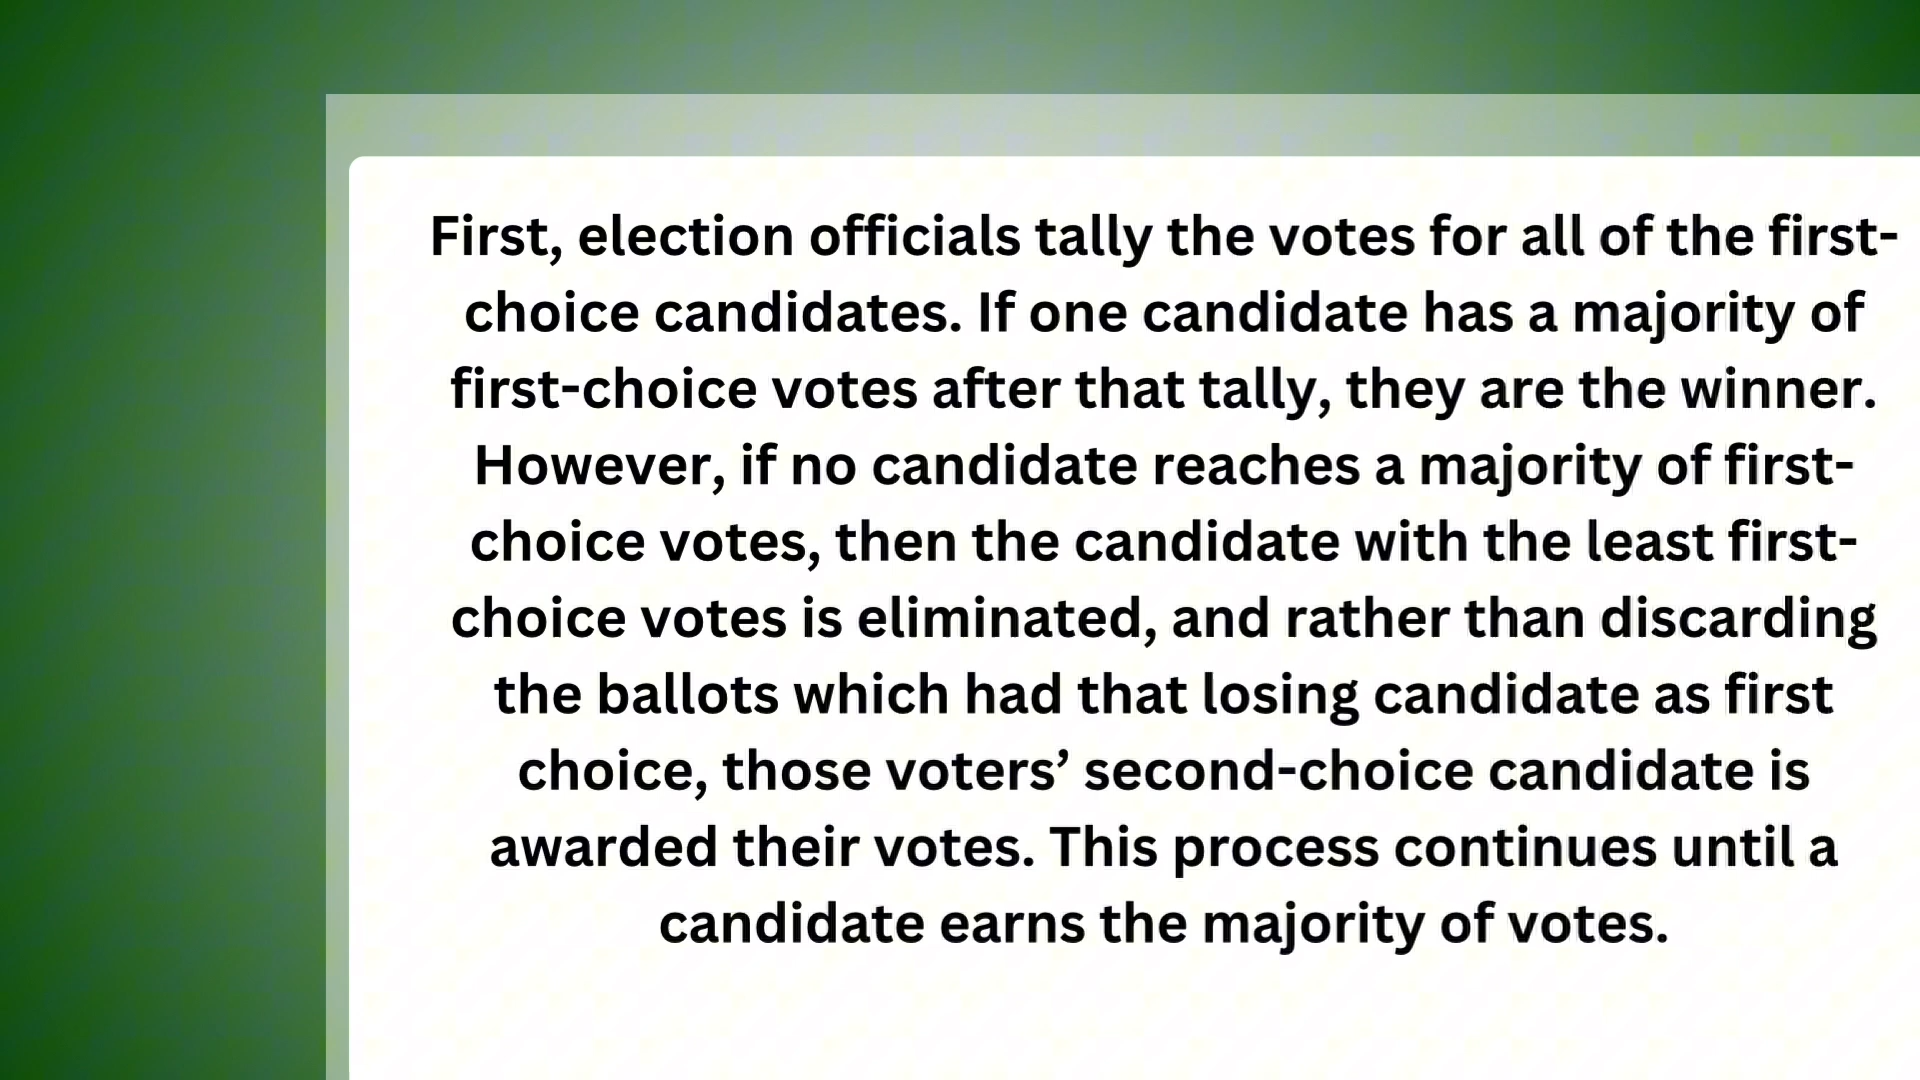 First, election officials tally the votes for all of the first-
choice candidates. If one candidate has a majority of
first-choice votes after that tally, they are the winner.
However, if no candidate reaches a majority of first-
choice votes, then the candidate with the least first-
choice votes is eliminated, and rather than discarding
the ballots which had that losing candidate as first
choice, those voters’ second-choice candidate is
awarded their votes. This process continues until a
candidate earns the majority of votes.